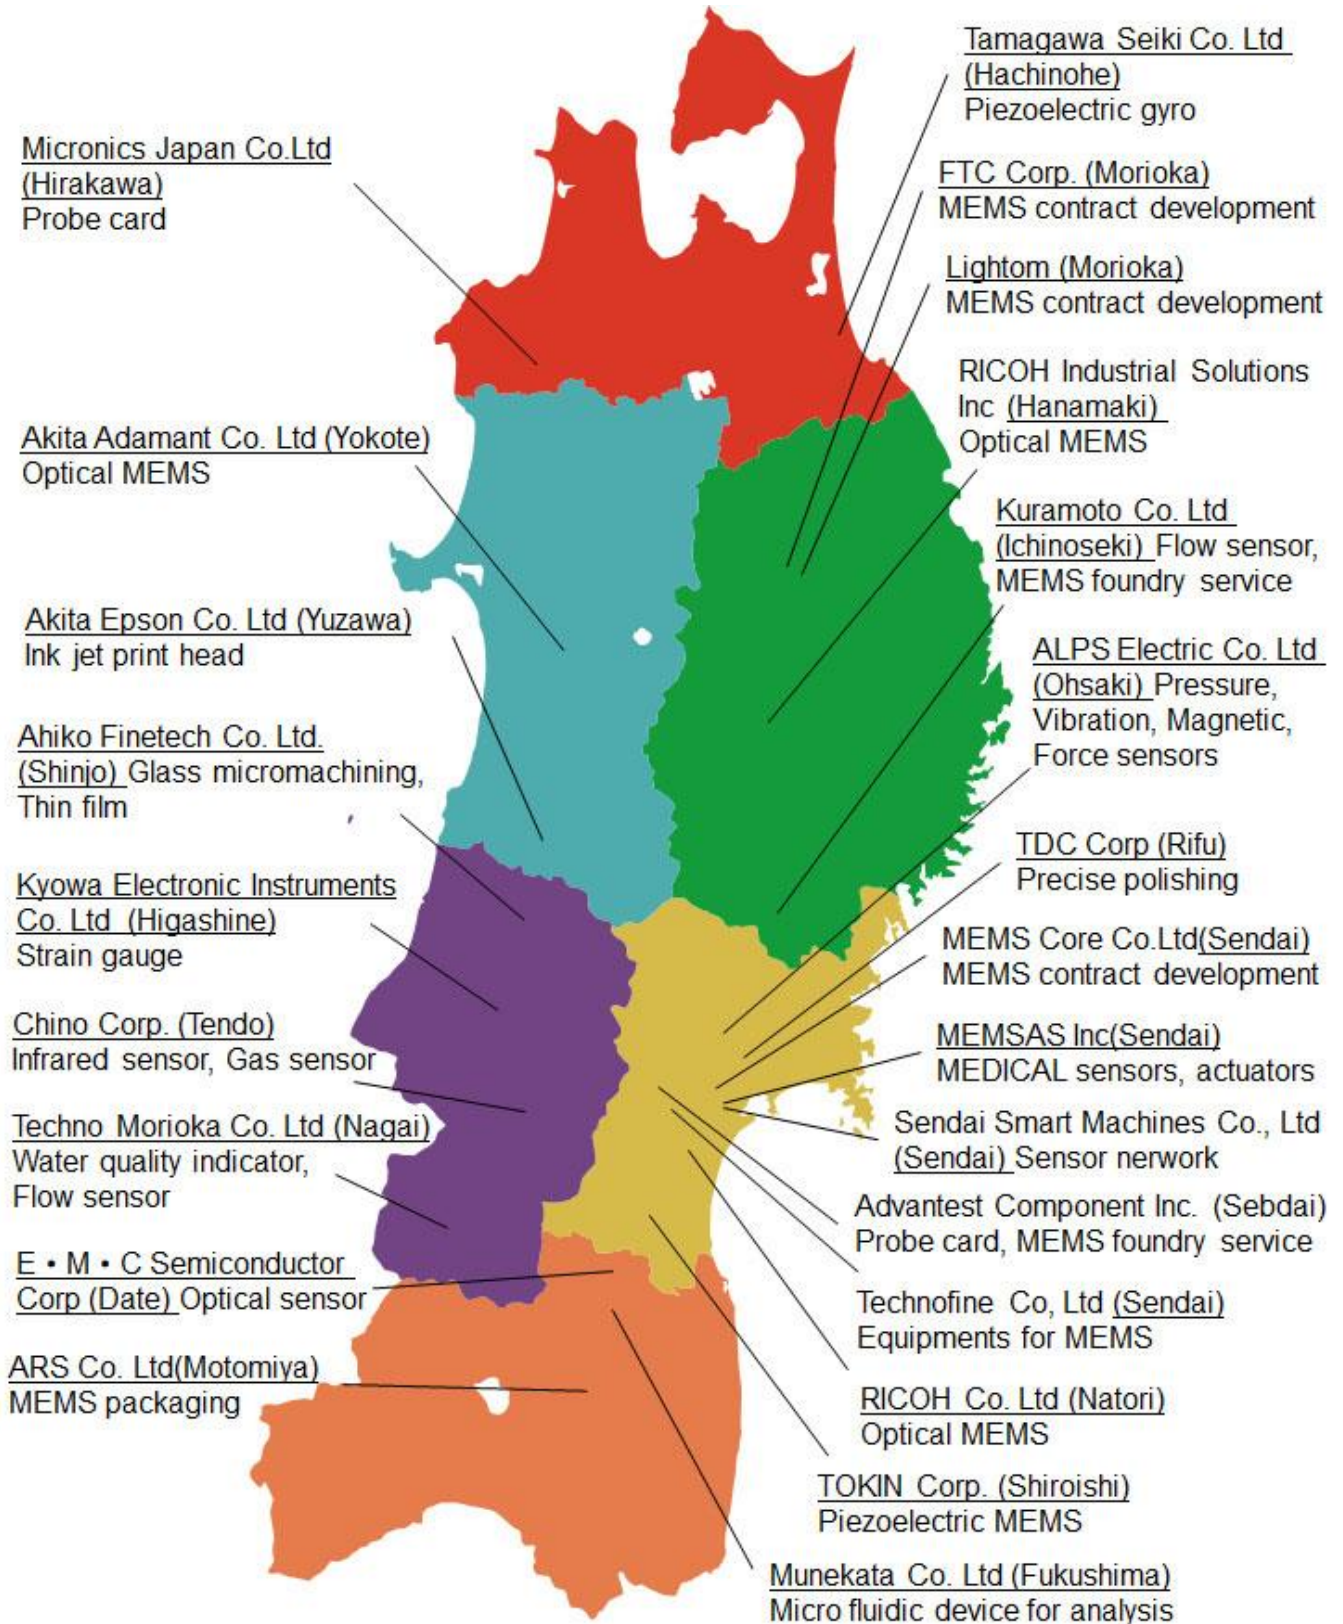 Micronics Japan Co.Ltd
(Hirakawa)
Probe card
Akita Adamant Co. Ltd (Yokote)
Optical MEMS
Akita Epson Co. Ltd (Yuzawa)
Ink jet print head
Ahiko Finetech Co. Ltd.
(Shinjo) Glass micromachining,
Thin film
Kyowa Electronic Instruments
Co. Ltd (Higashine)
Strain gauge
Chino Corp. (Tendo)
Infrared sensor, Gas sensor
Techno Morioka Co. Ltd (Nagai)
Water quality indicator,
Flow sensor
E・M・C Semiconductor
Corp (Date) Optical sensor
ARS Co. Ltd(Motomiya)
MEMS packaging
Tamagawa Seiki Co. Ltd
(Hachinohe)
Piezoelectric gyro
FTC Corp. (Morioka)
MEMS contract development
Lightom (Morioka)
MEMS contract development
RICOH Industrial Solutions
Inc (Hanamaki)
Optical MEMS
Kuramoto Co. Ltd
(Ichinoseki) Flow sensor,
MEMS foundry service
ALPS Electric Co. Ltd
(Ohsaki) Pressure,
Vibration, Magnetic,
Force sensors
TDC Corp (Rifu)
Precise polishing
MEMS Core Co.Ltd(Sendai)
MEMS contract development
MEMSAS Inc(Sendai)
MEDICAL sensors, actuators
Sendai Smart Machines Co., Ltd
(Sendai) Sensor nerwork
Advantest Component Inc. (Sebdai)
Probe card, MEMS foundry service
Technofine Co, Ltd (Sendai)
Equipments for MEMS
RICOH Co. Ltd (Natori)
Optical MEMS
TOKIN Corp. (Shiroishi)
Piezoelectric MEMS
Munekata Co. Ltd (Fukushima)
Micro fluidic device for analysis